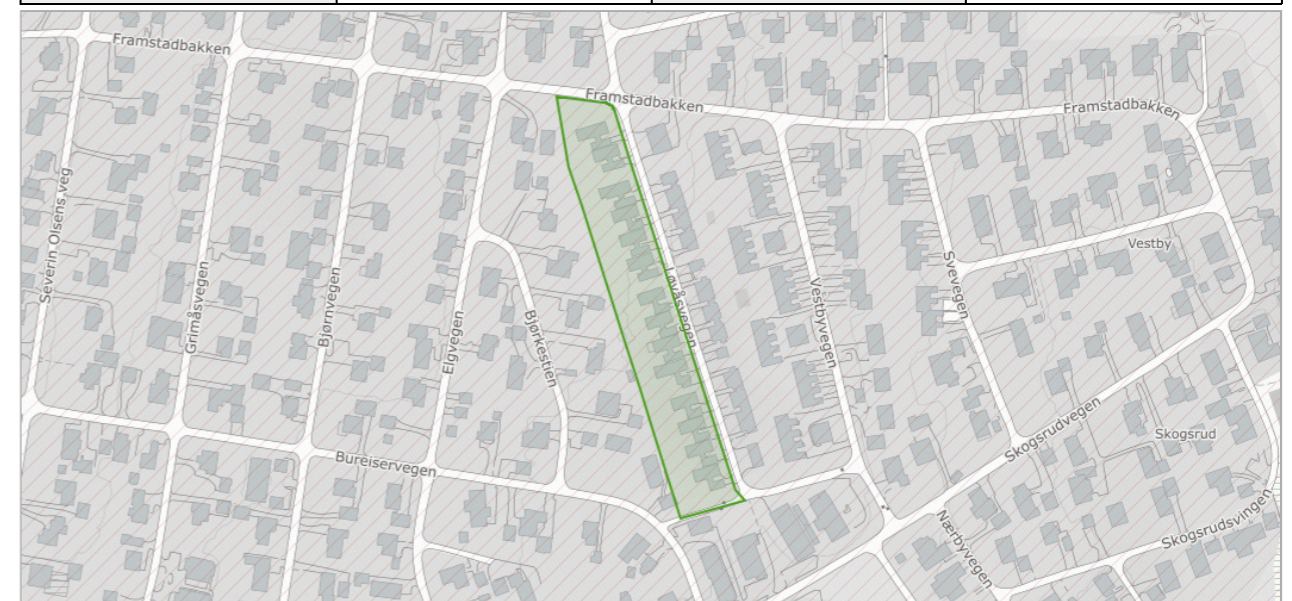 Framstadbakken
Framstadbakken
Framstadbakken
Severin Olsens veg
Grimåsvegen
Bjørnvegen
Elgvegen
Bjørkestien
Løvåsvegen
Vestbyvegen
Svevegen
Vestby
Skogsrudvegen
Skogsrud
Bureiservegen
Nærbyvegen
Skogsrudsvingen